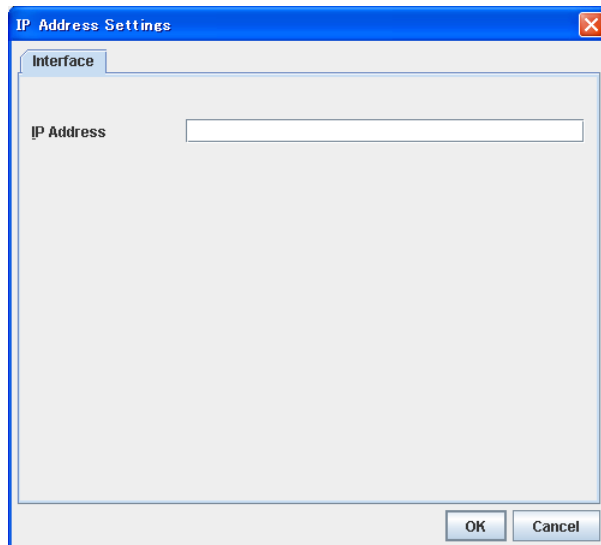 IP Address Settings
Interface
IP Address
OK
Cancel